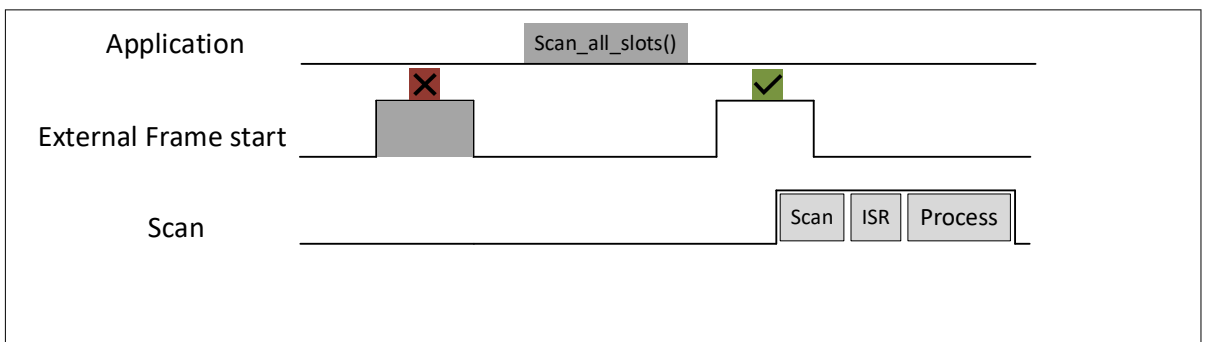 Application
Scan_all_slots()
External Frame start
Scan
Scan
ISR
Process